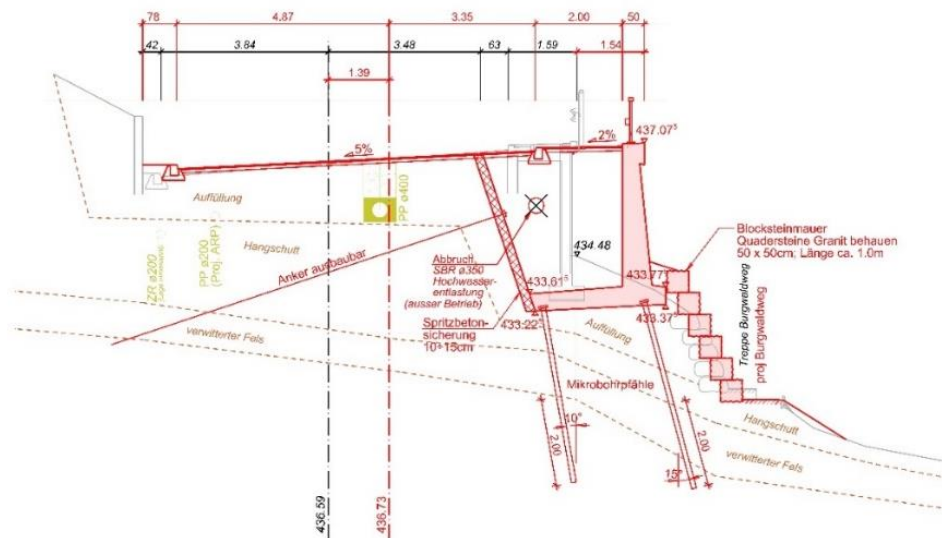 78
4.87
3.35
2.00
50
42
3.84
3.48
63
1.59
1.54
1.39
5%
2%
437.07⁵
Auffüllung
PP ø400
Hangschutt
ZR ø200
PP ø200
(Proj. ARP)
Anker ausbaubar
verwitterter Fels
Abbruch
SBR ø350
Hochwasser-
entlastung
(ausser Betrieb)
Spritzbeton-
sicherung
10÷15cm
434.48
433.61⁵
433.77
433.22
433.37
Blocksteinmauer
Quadersteine Granit behauen
50 x 50cm; Länge ca. 1.0m
Treppe Burgwaldweg
proj Burgwaldweg
Auffüllung
Mikrobohrpfähle
2.00
10°
2.00
15°
Hangschutt
verwitterter Fels
436.59
436.73